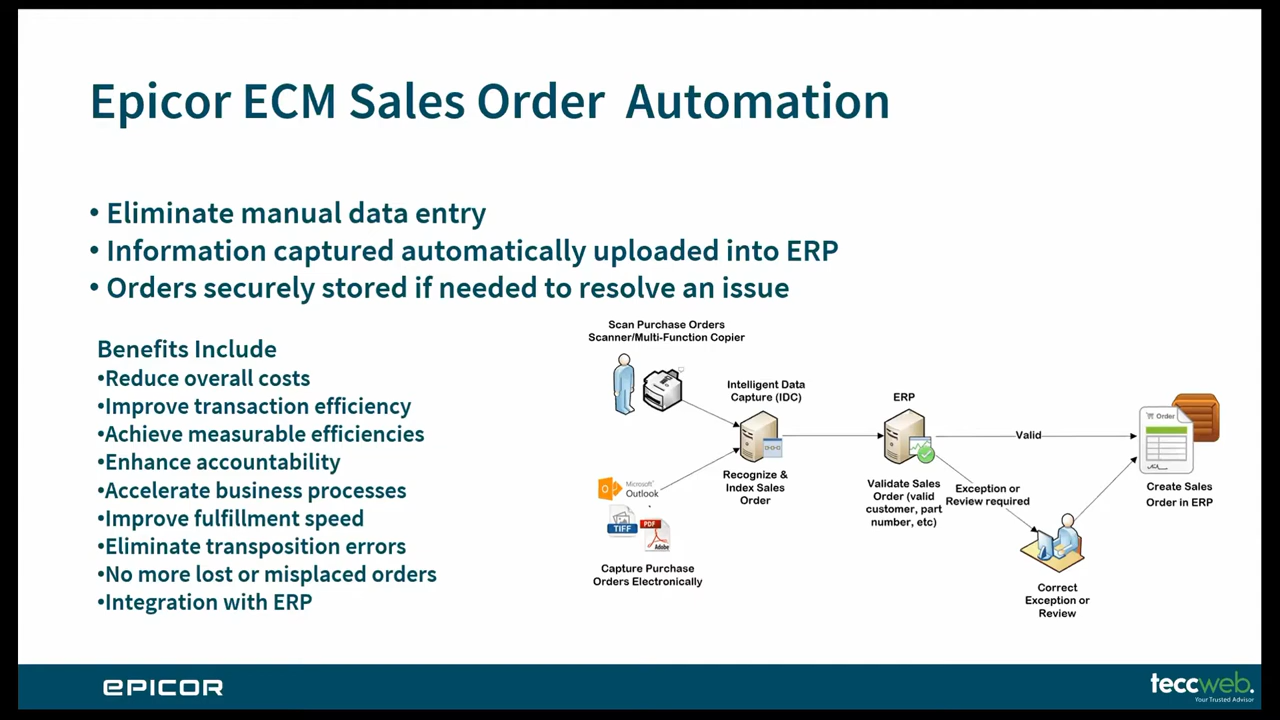 Epicor ECM Sales Order  Automation
• Eliminate manual data entry
• Information captured automatically uploaded into ERP
• Orders securely stored if needed to resolve an issue
Benefits Include
•Reduce overall costs
•Improve transaction efficiency
•Achieve measurable efficiencies
•Enhance accountability
•Accelerate business processes
•Improve fulfillment speed
•Eliminate transposition errors
•No more lost or misplaced orders
•Integration with ERP
Scan Purchase Orders
Scanner/Multi-Function Copier
Microsoft
Outlook
TIFF
PDF
Adobe
Capture Purchase
Orders Electronically
Intelligent Data
Capture (IDC)
Recognize &
Index Sales
Order
ERP
Validate Sales
Order (valid
customer, part
number, etc)
Valid
Exception or
Review required
Correct
Exception or
Review
Order
Create Sales
Order in ERP
EPICOR
teccweb.
Your Trusted Advisor